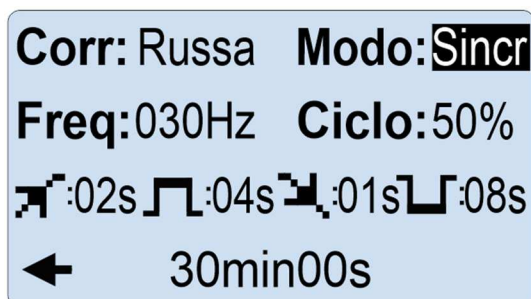 Corr: Russa Modo: Sincr
Freq:030Hz Ciclo:50%
:02s :04s :01s :08s
30min00s